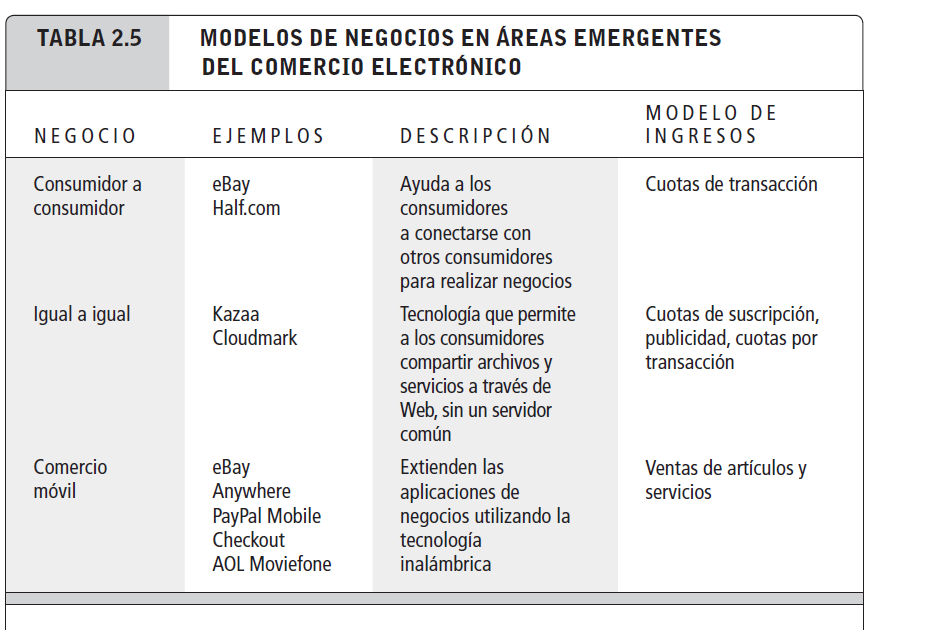 TABLA 2.5
MODELOS DE NEGOCIOS EN ÁREAS EMERGENTES
DEL COMERCIO ELECTRÓNICO
NEGOCIO
EJEMPLOS
DESCRIPCIÓN
MODELO DE
INGRESOS
Consumidor a
consumidor
eBay
Half.com
Ayuda a los
consumidores
a conectarse con
otros consumidores
para realizar negocios
Cuotas de transacción
Igual a igual
Kazaa
Cloudmark
Tecnología que permite
a los consumidores
compartir archivos y
servicios a través de
Web, sin un servidor
común
Cuotas de suscripción,
publicidad, cuotas por
transacción
Comercio
móvil
eBay
Anywhere
PayPal Mobile
Checkout
AOL Moviefone
Extienden las
aplicaciones de
negocios utilizando la
tecnología
inalámbrica
Ventas de artículos y
servicios